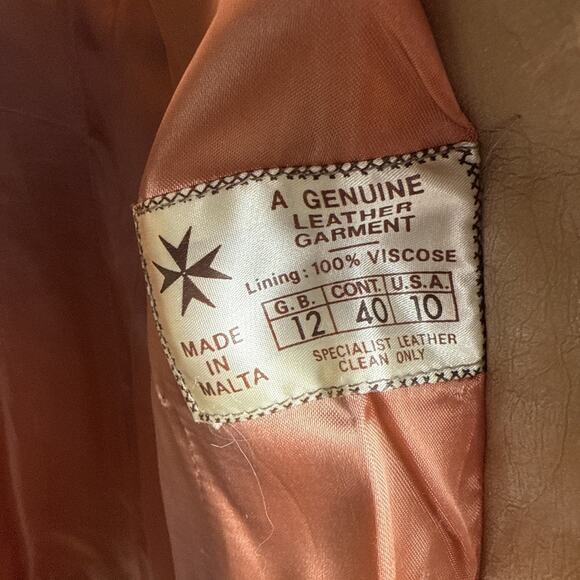 A GENUINE
LEATHER
GARMENT
Lining: 100% VISCOSE
G.B. CONT. U.S.A.
12 40 10
SPECIALIST LEATHER
CLEAN ONLY
MADE
IN
MALTA